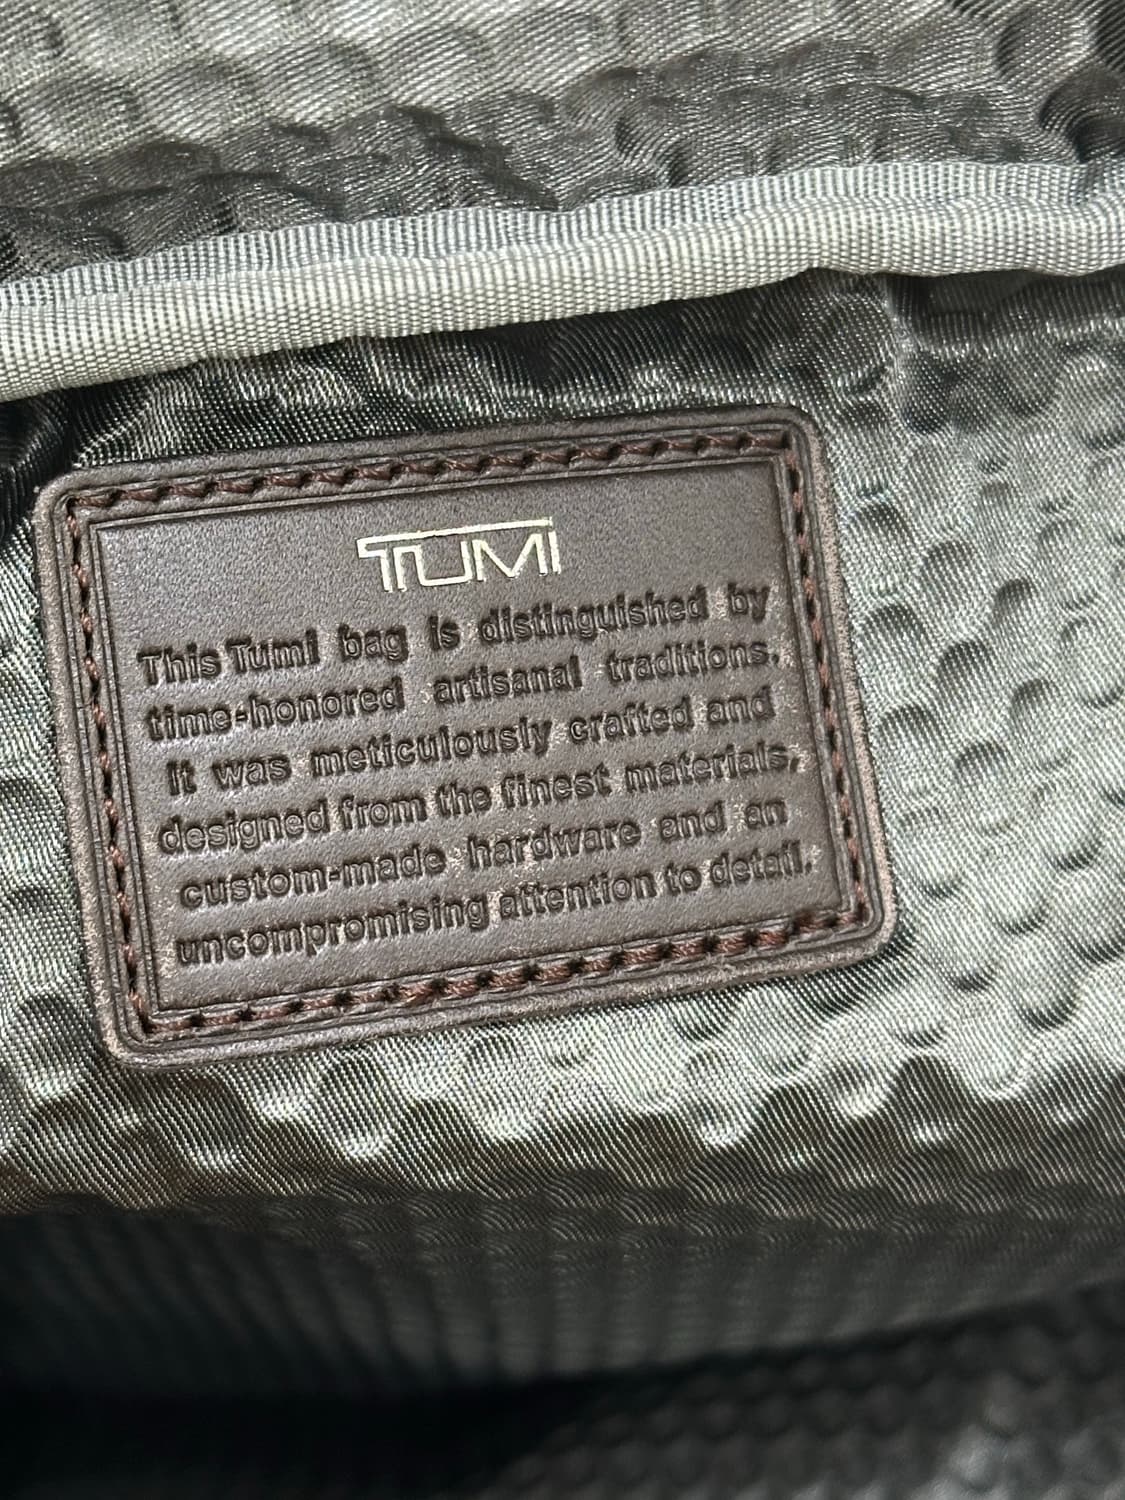 TUMI
This Tumi bag is distinguished by
time-honored artisanal traditions.
It was meticulously crafted and
designed from the finest materials,
custom-made hardware and an
uncompromising attention to detail.